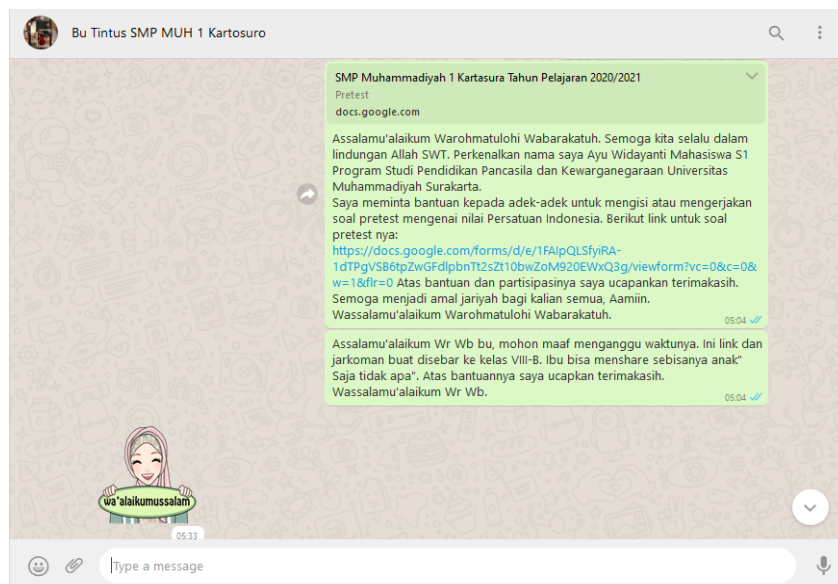 Bu Tintus SMP MUH 1 Kartosuro
SMP Muhammadiyah 1 Kartasura Tahun Pelajaran 2020/2021
Pretest
docs.google.com
Assalamu'alaikum Warohmatulohi Wabarakatuh. Semoga kita selalu dalam
lindungan Allah SWT. Perkenalkan nama saya Ayu Widayanti Mahasiswa S1
Program Studi Pendidikan Pancasila dan Kewarganegaraan Universitas
Muhammadiyah Surakarta.
Saya meminta bantuan kepada adek-adek untuk mengisi atau mengerjakan
soal pretest mengenai nilai Persatuan Indonesia. Berikut link untuk soal
pretest nya:
https://docs.google.com/forms/d/e/1FAIpQLSfyiRA-
1dTPgVSB6tpZwGFdlpbnTt2sZt10bwZoM920EWxQ3g/viewform?vc=0&c=0&
w=1&flr=0 Atas bantuan dan partisipasinya saya ucapankan terimakasih.
Semoga menjadi amal jariyah bagi kalian semua, Aamiin.
Wassalamu'alaikum Warohmatulohi Wabarakatuh.
05:04
Assalamu'alaikum Wr Wb bu, mohon maaf menganggu waktunya. Ini link dan
jarkoman buat disebar ke kelas VIII-B. Ibu bisa menshare sebisanya anak"
Saja tidak apa". Atas bantuannya saya ucapkan terimakasih.
Wassalamu'alaikum Wr Wb.
05:04
wa'alaikumussalam
05:33
Type a message